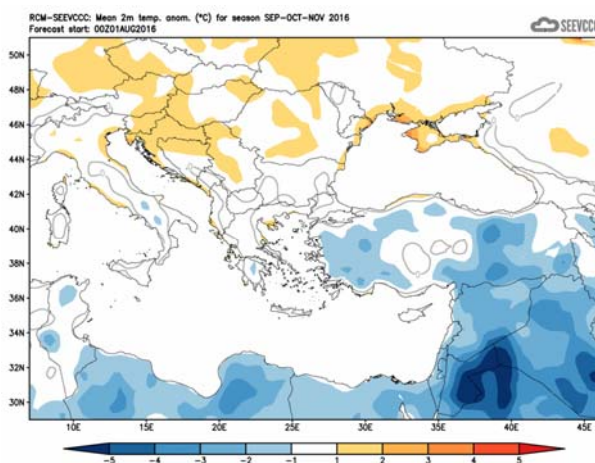 RCM-SEEVCCC: Mean 2m temp. anom. (°C) for season SEP-OCT-NOV 2016
Forecast start: 00Z01AUG2016
SEEVCCC
50N
48N
46N
44N
42N
40N
38N
36N
34N
32N
30N
10E 15E 20E 25E 30E 35E 40E 45E
-5 -4 -3 -2 -1 1 2 3 4 5